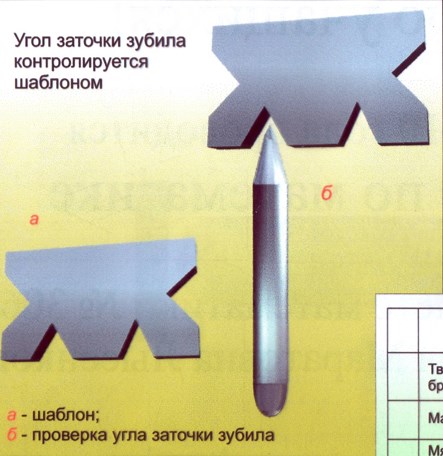 Угол заточки зубила
контролируется
шаблоном
б
а
а - шаблон;
б - проверка угла заточки зубила
Тв
бр
Ма
Мя